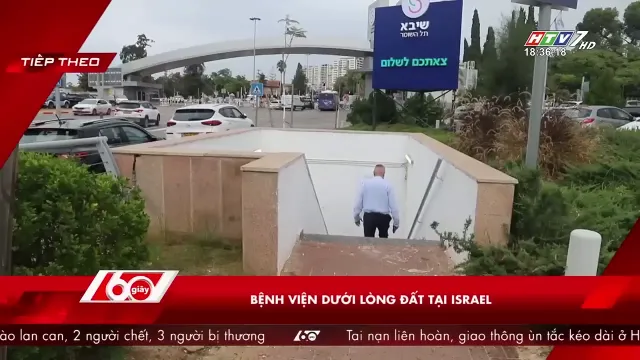 TIẾP THEO
שיבא
תל השומר
צאתכם לשלום
HTV7 HD
18:36:18
60 giây
BỆNH VIỆN DƯỚI LÒNG ĐẤT TẠI ISRAEL
ào lan can, 2 người chết, 3 người bị thương 60 Tai nạn liên hoàn, giao thông ùn tắc kéo dài ở H